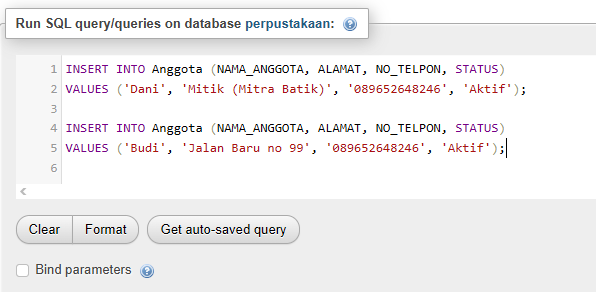 Run SQL query/queries on database perpustakaan:
1 INSERT INTO Anggota (NAMA_ANGGOTA, ALAMAT, NO_TELPON, STATUS)
2 VALUES ('Dani', 'Mitik (Mitra Batik)', '089652648246', 'Aktif');
3
4 INSERT INTO Anggota (NAMA_ANGGOTA, ALAMAT, NO_TELPON, STATUS)
5 VALUES ('Budi', 'Jalan Baru no 99', '089652648246', 'Aktif');
6
Clear Format Get auto-saved query
Bind parameters